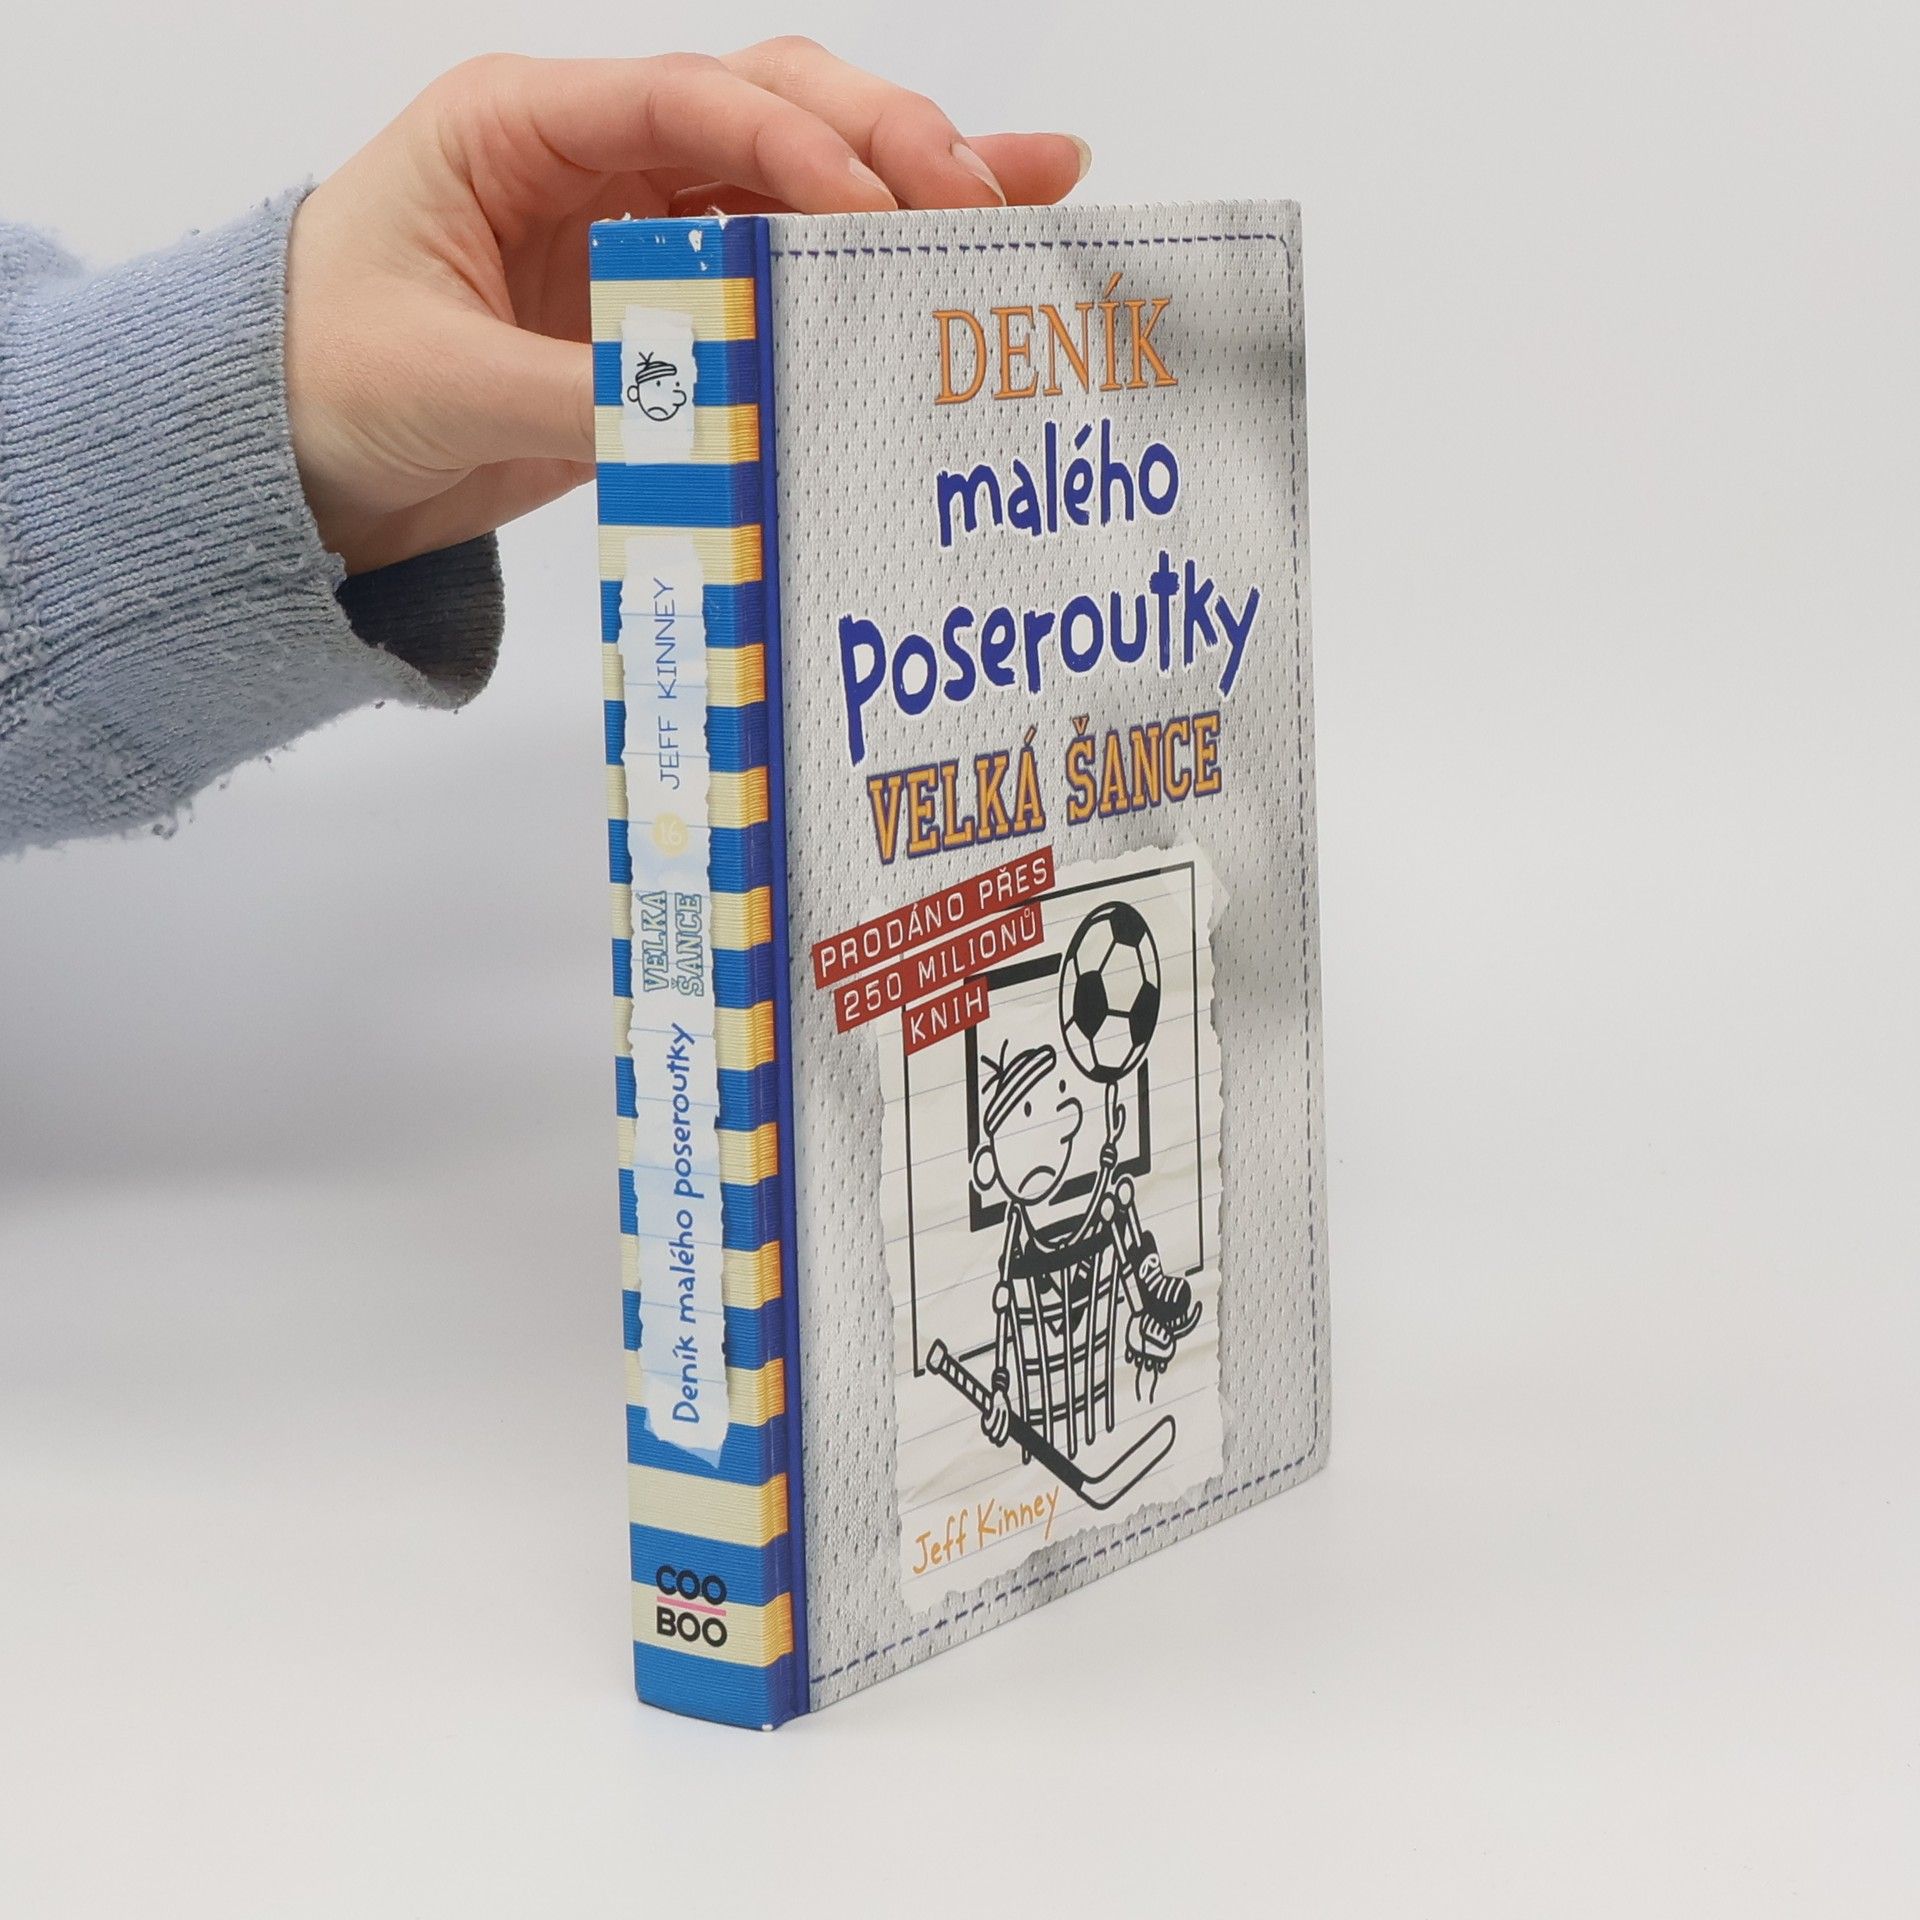 DENÍK
malého
poseroutky
VELKÁ ŠANCE
PRODÁNO PŘES
250 MILIONŮ
KNIH
Jeff Kinney
JEFF KINNEY
16
VELKÁ
ŠANCE
Deník malého poseroutky
COO
BOO